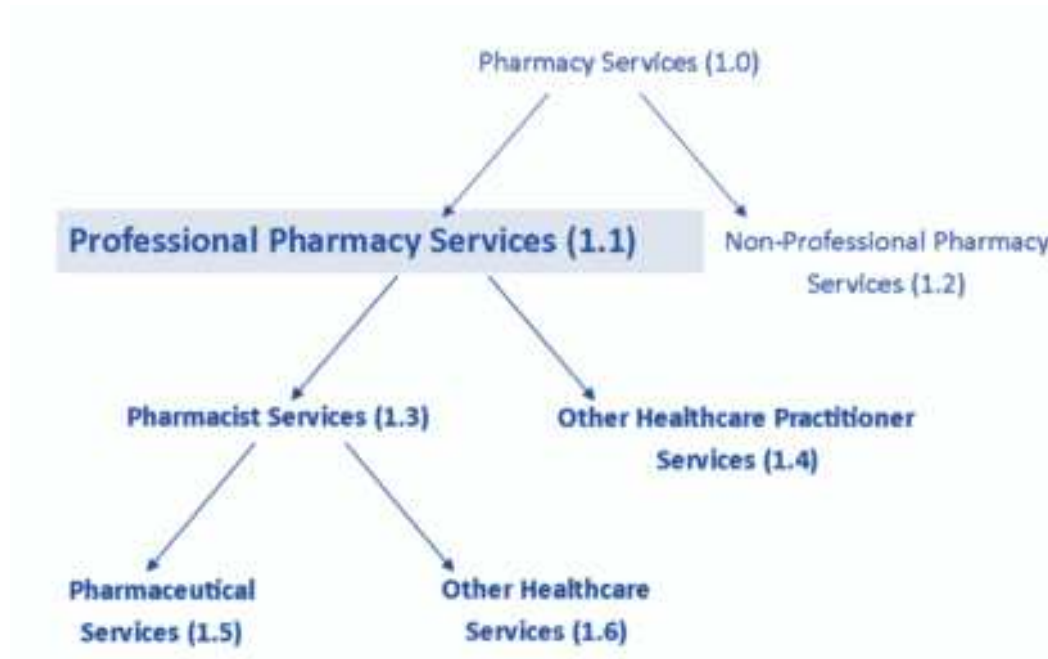 Pharmacy Services (1.0)
Professional Pharmacy Services (1.1)
Non-Professional Pharmacy
Services (1.2)
Pharmacist Services (1.3)
Other Healthcare Practitioner
Services (1.4)
Pharmaceutical
Services (1.5)
Other Healthcare
Services (1.6)